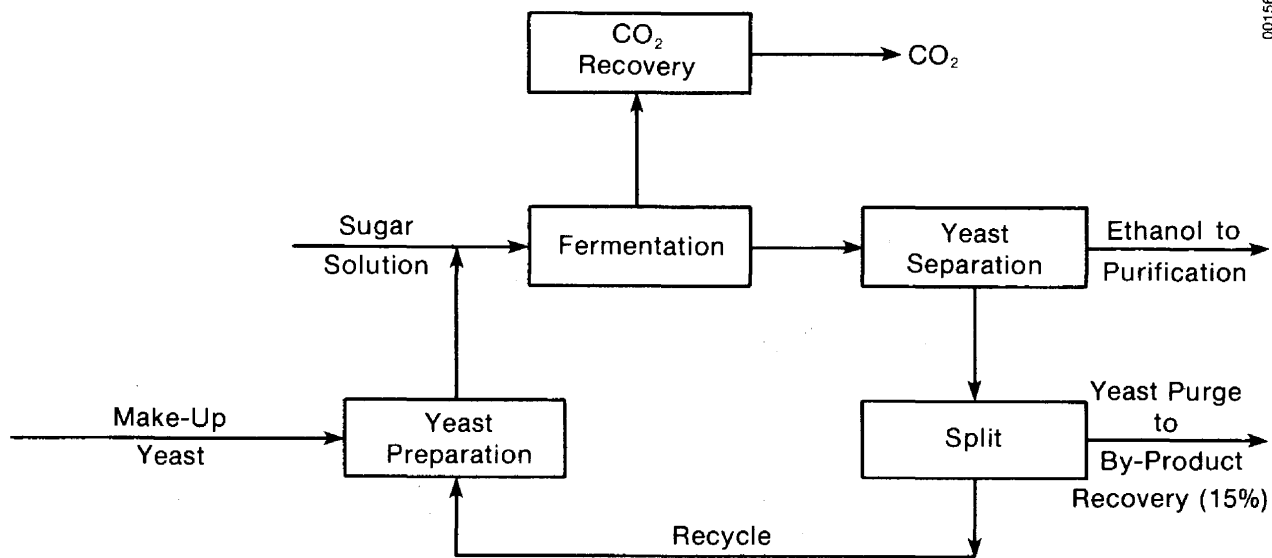 CO₂
Recovery
CO₂
Sugar
Solution
Fermentation
Yeast
Separation
Ethanol to
Purification
Make-Up
Yeast
Yeast
Preparation
Split
Yeast Purge
to
By-Product
Recovery (15%)
Recycle